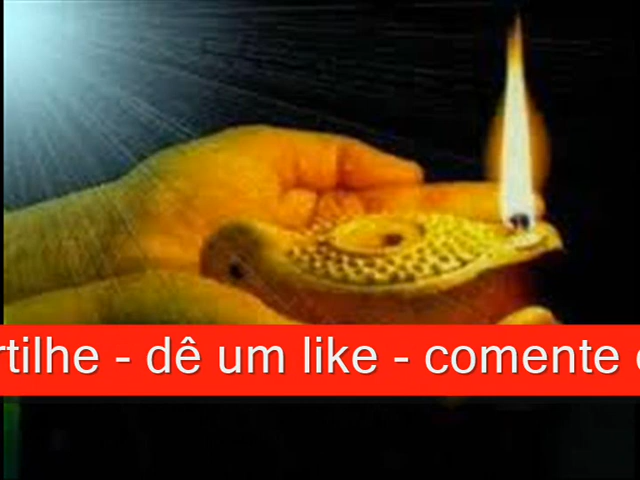 rtilhe - dê um like - comente